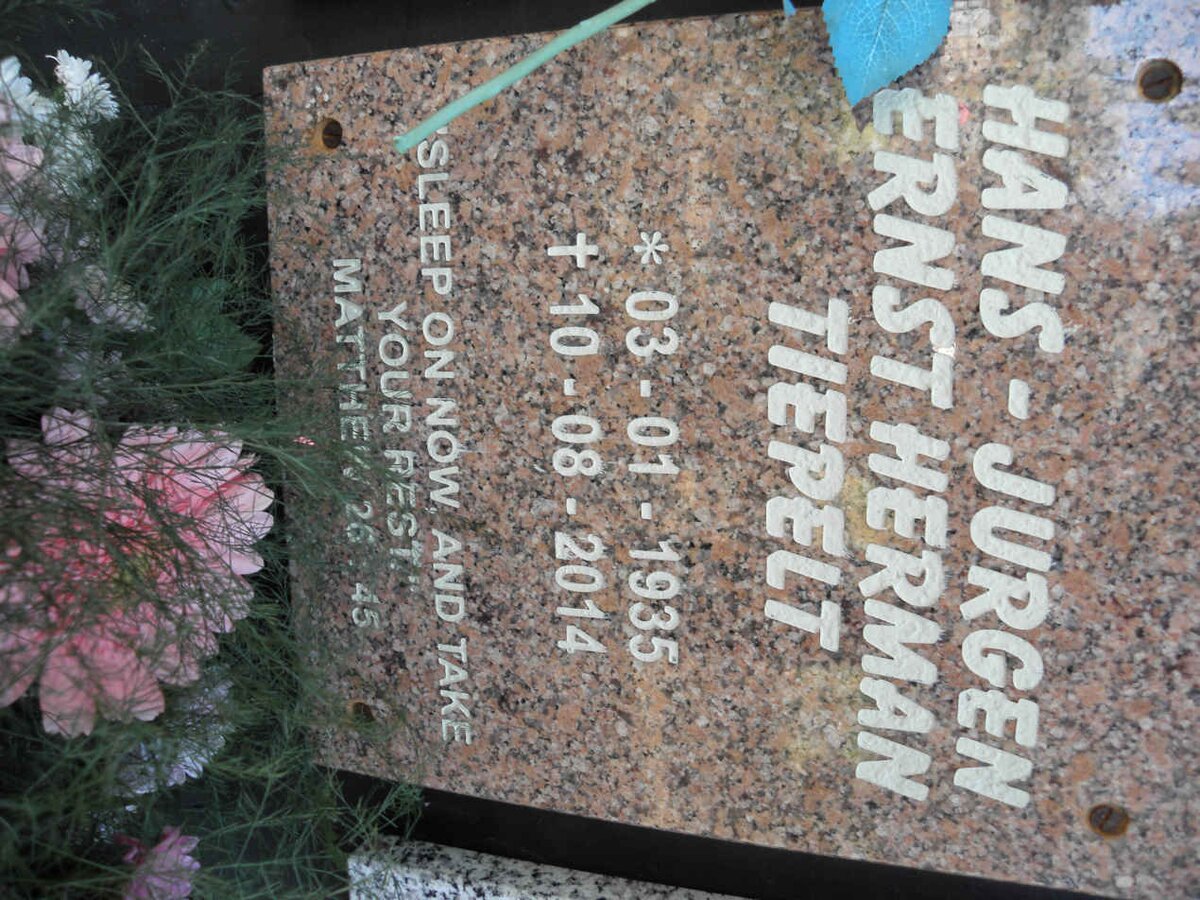 HANS - JURGEN
ERNST HERMAN
TIEPELT
* 03 - 01 - 1935
✝ 10 - 08 - 2014
"SLEEP ON NOW, AND TAKE
YOUR REST"
MATTHEW 26 : 45